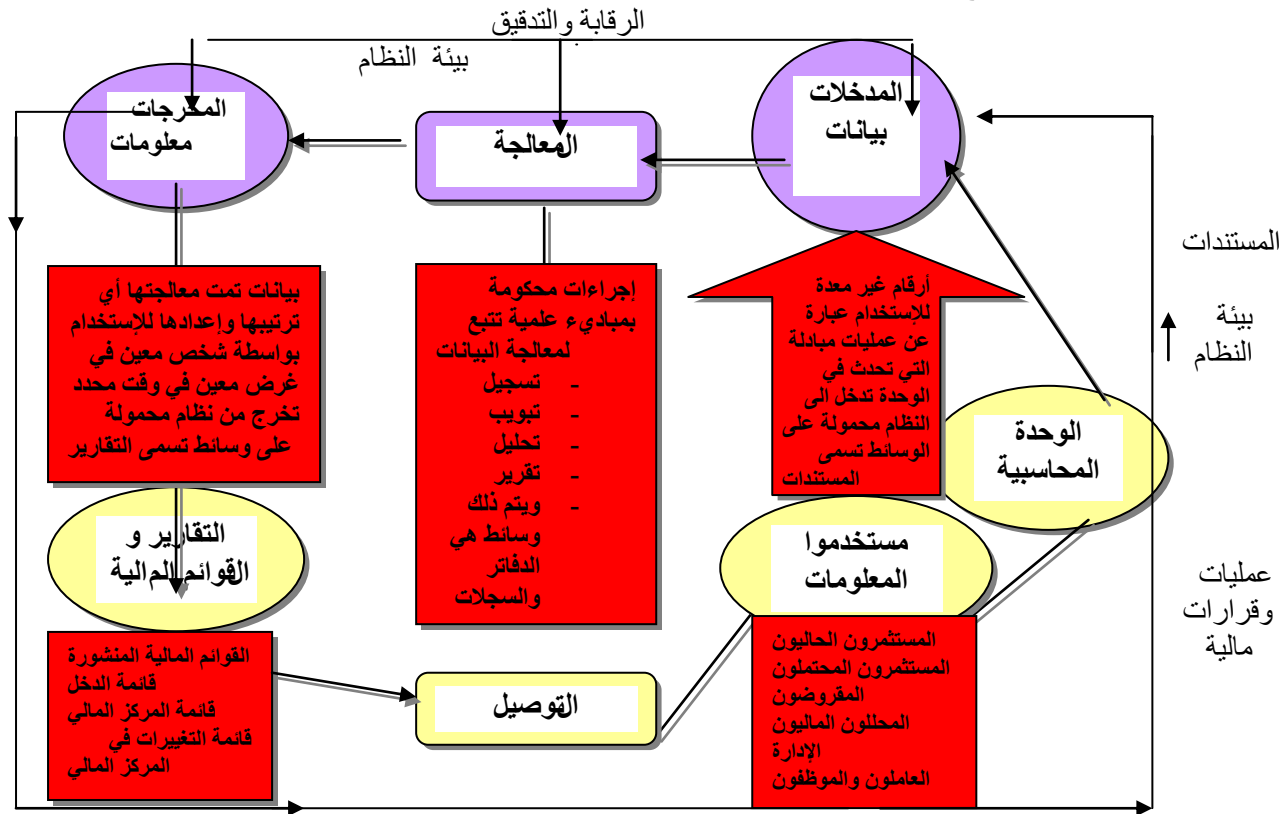 الرقابة والتدقيق
بيئة النظام
المدخلات
بيانات
المعالجة
المخرجات
معلومات
المستندات
بيئة
النظام
عمليات
وقرارات
مالية
أرقام غير معدة
للإستخدام عبارة
عن عمليات مبادلة
التي تحدث في
الوحدة تدخل الى
النظام محمولة على
الوسائط تسمى
المستندات
إجراءات محكومة
بمباديء علمية تتبع
لمعالجة البيانات
- تسجيل
- تبويب
- تحليل
- تقرير
- ويتم ذلك
وسائط هي
الدفاتر
والسجلات
بيانات تمت معالجتها أي
ترتيبها وإعدادها للإستخدام
بواسطة شخص معين في
غرض معين في وقت محدد
تخرج من نظام محمولة
على وسائط تسمى التقارير
الوحدة
المحاسبية
مستخدموا
المعلومات
المستثمرون الحاليون
المستثمرون المحتملون
المقروضون
المحللون الماليون
الإدارة
العاملون والموظفون
التوصيل
التقارير و
القوائم المالية
القوائم المالية المنشورة
قائمة الدخل
قائمة المركز المالي
قائمة التغييرات في
المركز المالي